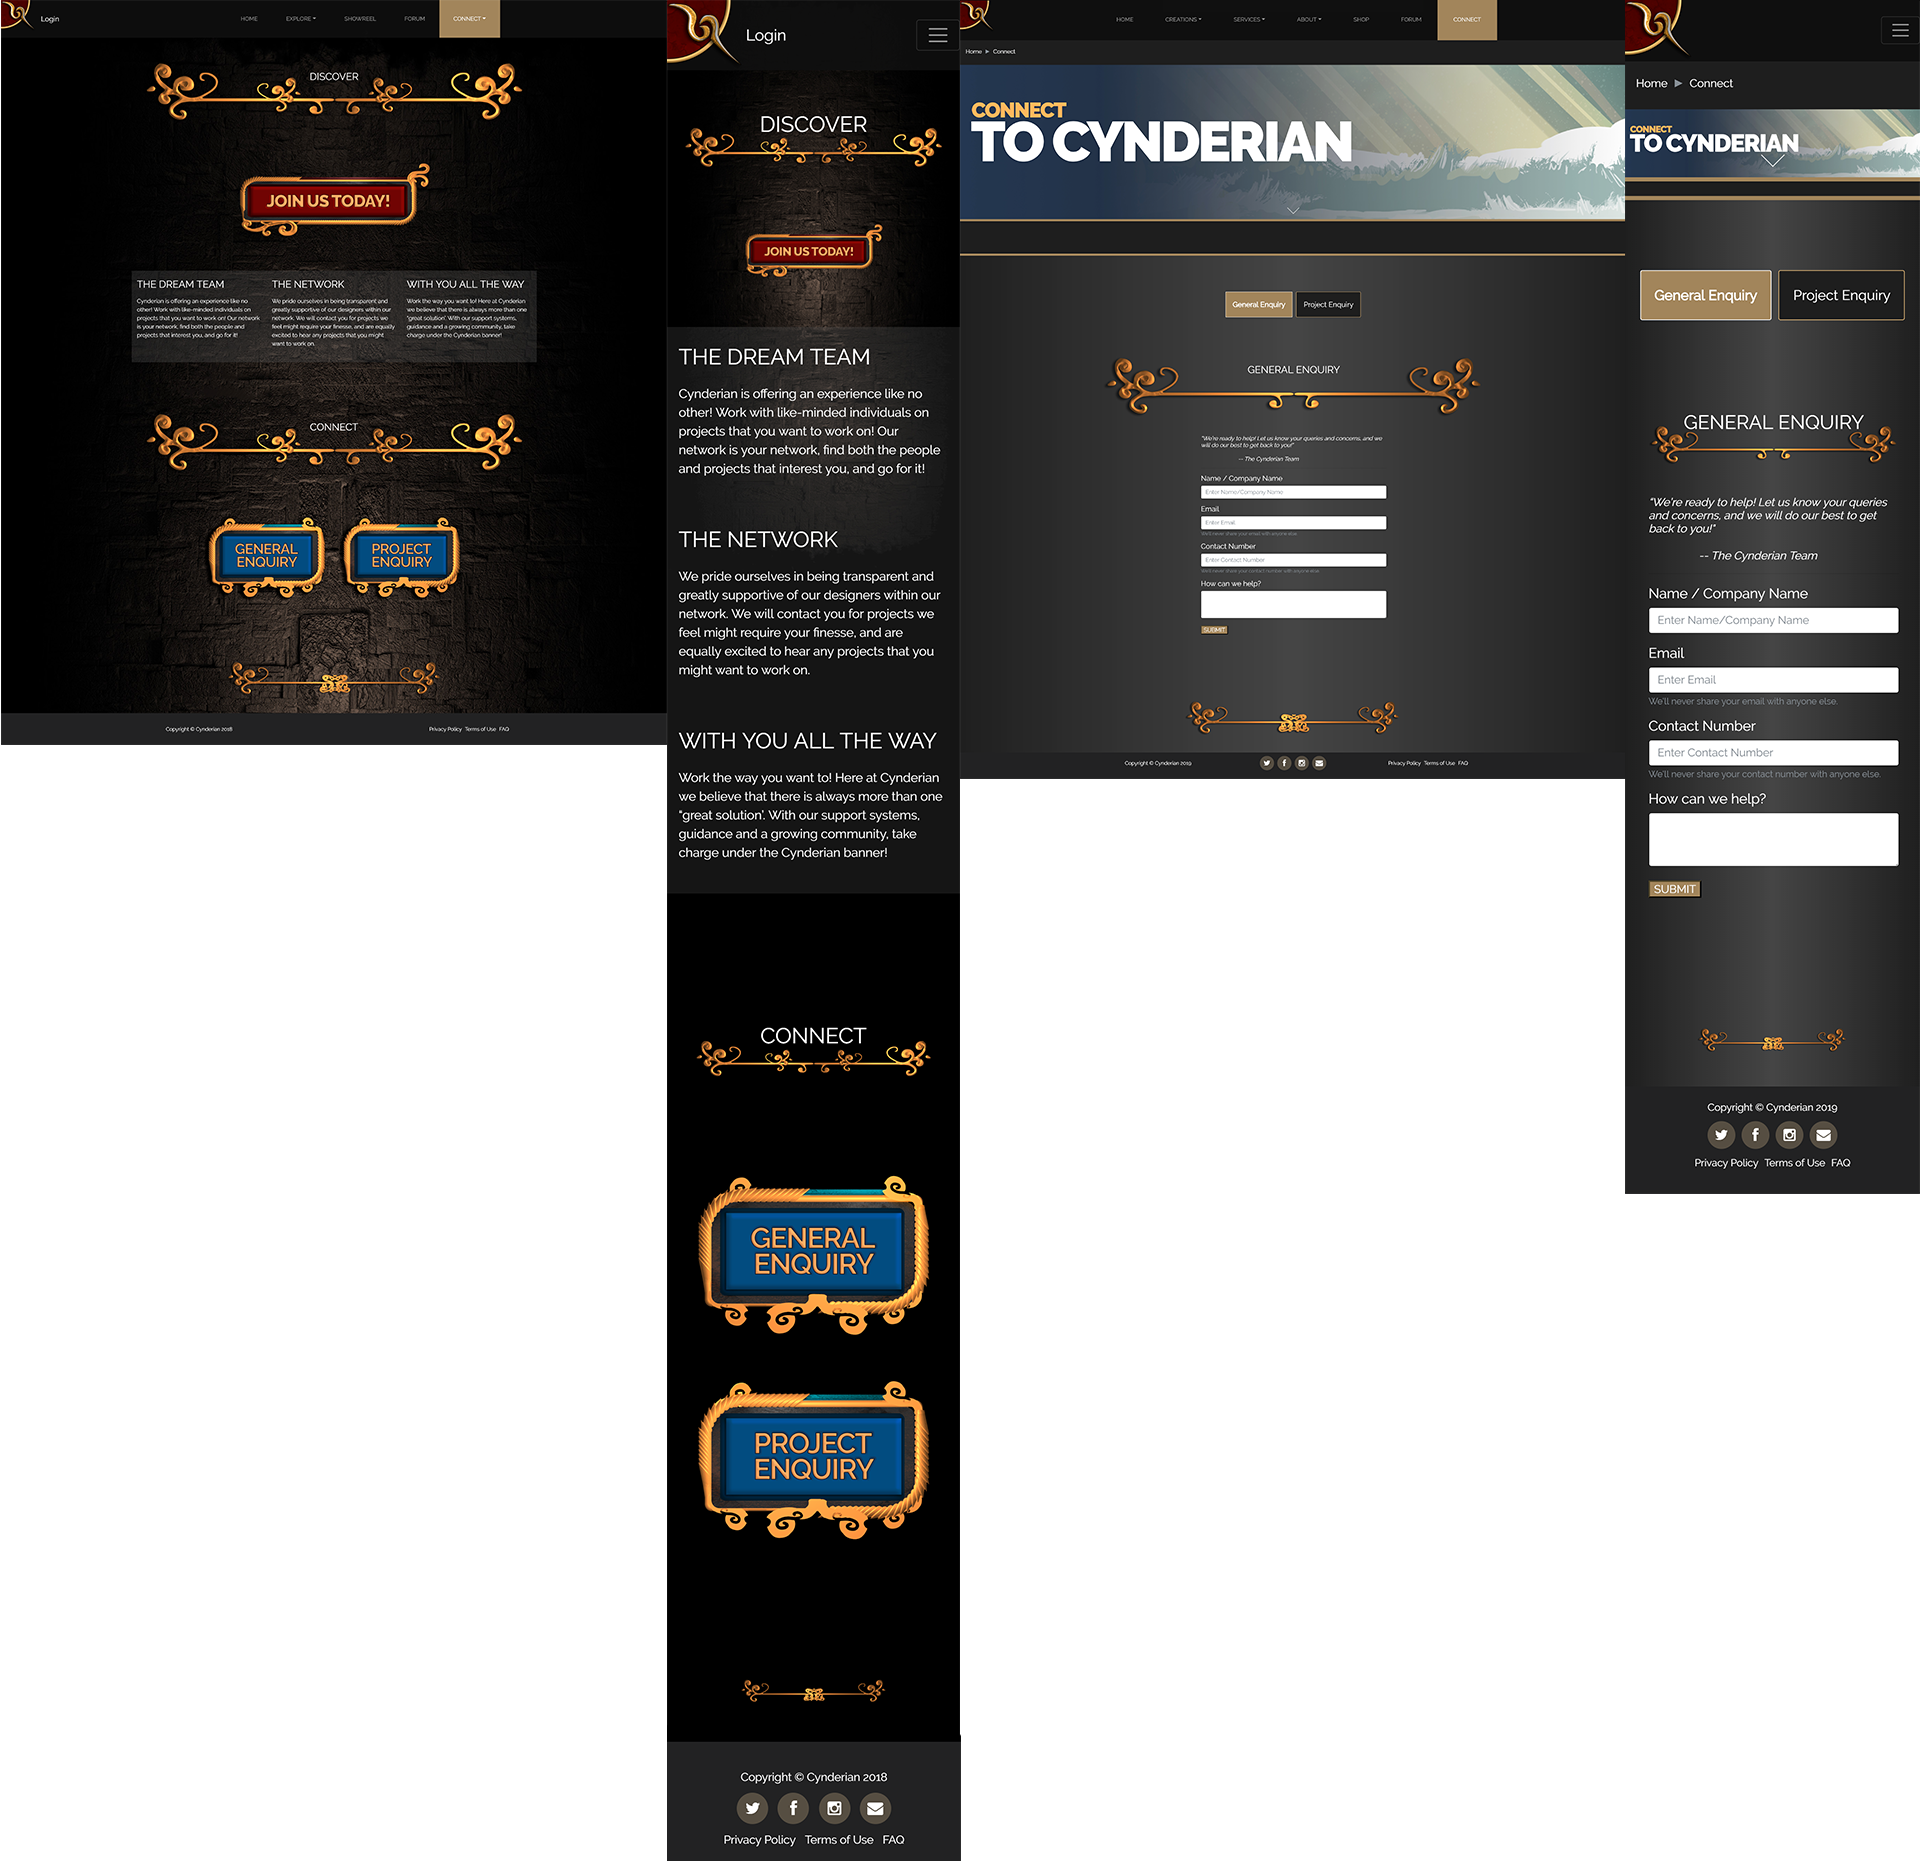 Login
HOME
EXPLORE
SHOWREEL
FORUM
CONNECT
DISCOVER
JOIN US TODAY!
THE DREAM TEAM
Cynderian is offering an experience like no
other! Work with like-minded individuals on
projects that you want to work on! Our network
is your network, find both the people and
projects that interest you, and go for it!
THE NETWORK
We pride ourselves in being transparent and
greatly supportive of our designers within our
network. We will contact you for projects we
feel might require your finesse, and are equally
excited to hear any projects that you might
want to work on.
WITH YOU ALL THE WAY
Work the way you want to! Here at Cynderian
we believe that there is always more than one
"great solution'. With our support systems,
guidance and a growing community, take
charge under the Cynderian banner!
CONNECT
GENERAL
ENQUIRY
PROJECT
ENQUIRY
Copyright © Cynderian 2018
Privacy Policy Terms of Use FAQ
Login
DISCOVER
JOIN US TODAY!
THE DREAM TEAM
Cynderian is offering an experience like no
other! Work with like-minded individuals on
projects that you want to work on! Our
network is your network, find both the people
and projects that interest you, and go for it!
THE NETWORK
We pride ourselves in being transparent and
greatly supportive of our designers within our
network. We will contact you for projects we
feel might require your finesse, and are
equally excited to hear any projects that you
might want to work on.
WITH YOU ALL THE WAY
Work the way you want to! Here at Cynderian
we believe that there is always more than one
"great solution'. With our support systems,
guidance and a growing community, take
charge under the Cynderian banner!
CONNECT
GENERAL
ENQUIRY
PROJECT
ENQUIRY
Copyright © Cynderian 2018
Privacy Policy Terms of Use FAQ
HOME
CREATIONS
SERVICES
ABOUT
SHOP
FORUM
CONNECT
Home ▶ Connect
CONNECT
TO CYNDERIAN
General Enquiry
Project Enquiry
GENERAL ENQUIRY
"We're ready to help! Let us know your queries and concerns, and we
will do our best to get back to you!"
-- The Cynderian Team
Name / Company Name
Enter Name/Company Name
Email
Enter Email
We'll never share your email with anyone else.
Contact Number
Enter Contact Number
We'll never share your contact number with anyone else.
How can we help?
SUBMIT
Copyright © Cynderian 2019
Privacy Policy Terms of Use FAQ
Home ▶ Connect
CONNECT
TO CYNDERIAN
General Enquiry
Project Enquiry
GENERAL ENQUIRY
"We're ready to help! Let us know your queries
and concerns, and we will do our best to get
back to you!"
-- The Cynderian Team
Name / Company Name
Enter Name/Company Name
Email
Enter Email
We'll never share your email with anyone else.
Contact Number
Enter Contact Number
We'll never share your contact number with anyone else.
How can we help?
SUBMIT
Copyright © Cynderian 2019
Privacy Policy Terms of Use FAQ